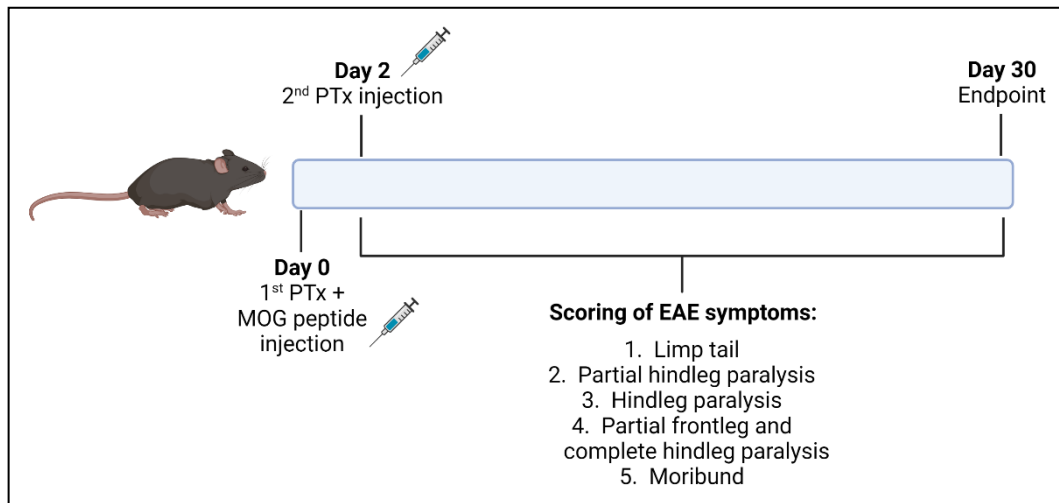 Day 2
2nd PTx injection
Day 30
Endpoint
Day 0
1st PTx +
MOG peptide
injection
Scoring of EAE symptoms:
1. Limp tail
2. Partial hindleg paralysis
3. Hindleg paralysis
4. Partial frontleg and
complete hindleg paralysis
5. Moribund